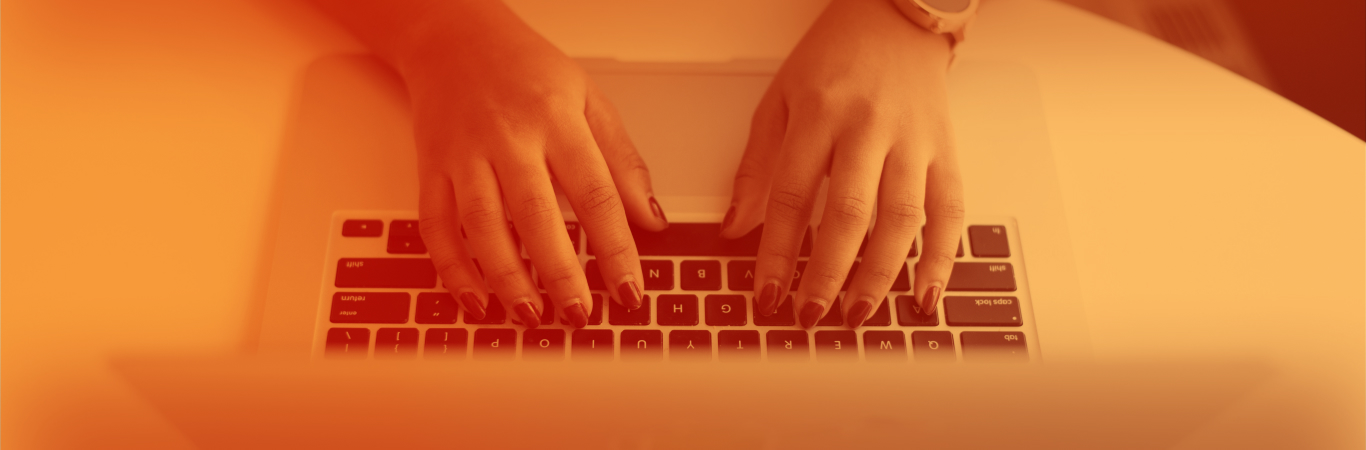 tab Q W E R T Y U I O P [ ] \
caps lock A G H " ' enter return
shift V B N shift
fn